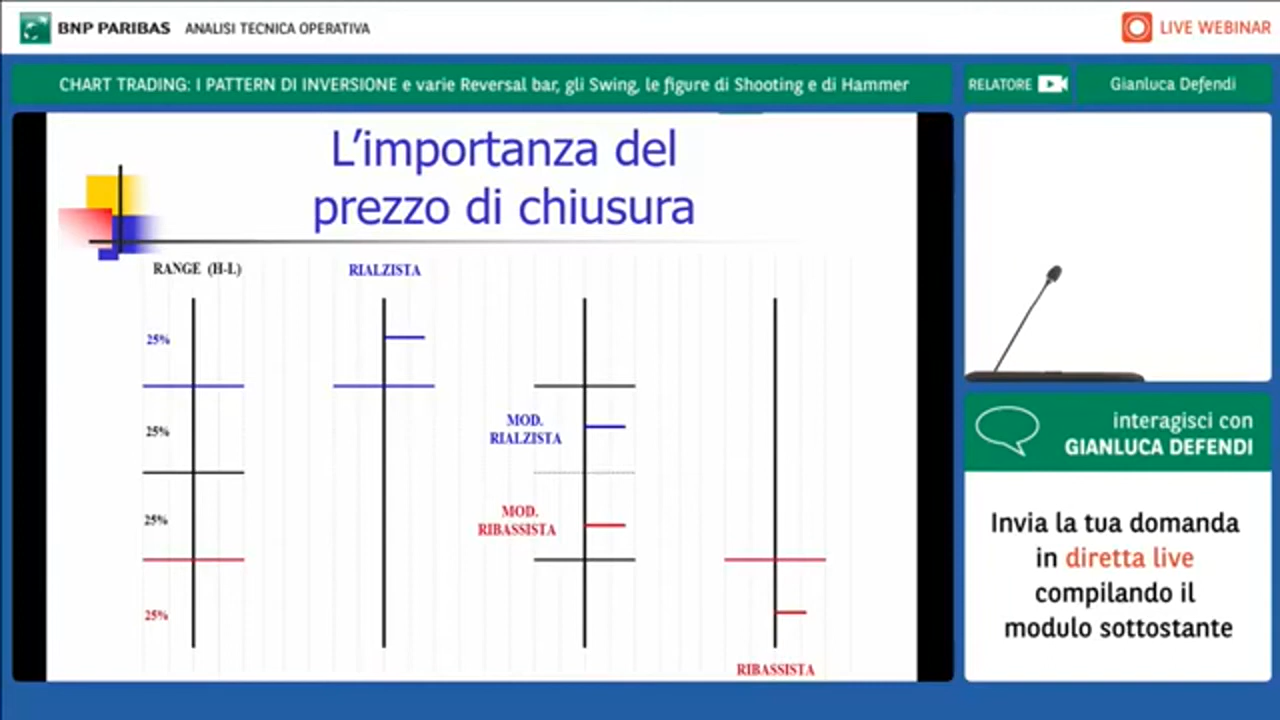 BNP PARIBAS ANALISI TECNICA OPERATIVA
LIVE WEBINAR
CHART TRADING: I PATTERN DI INVERSIONE e varie Reversal bar, gli Swing, le figure di Shooting e di Hammer
RELATORE
Gianluca Defendi
L’importanza del
prezzo di chiusura
RANGE (H-L)
RIALZISTA
25%
25%
MOD.
RIALZISTA
25%
MOD.
RIBASSISTA
25%
RIBASSISTA
interagisci con
GIANLUCA DEFENDI
Invia la tua domanda
in diretta live
compilando il
modulo sottostante